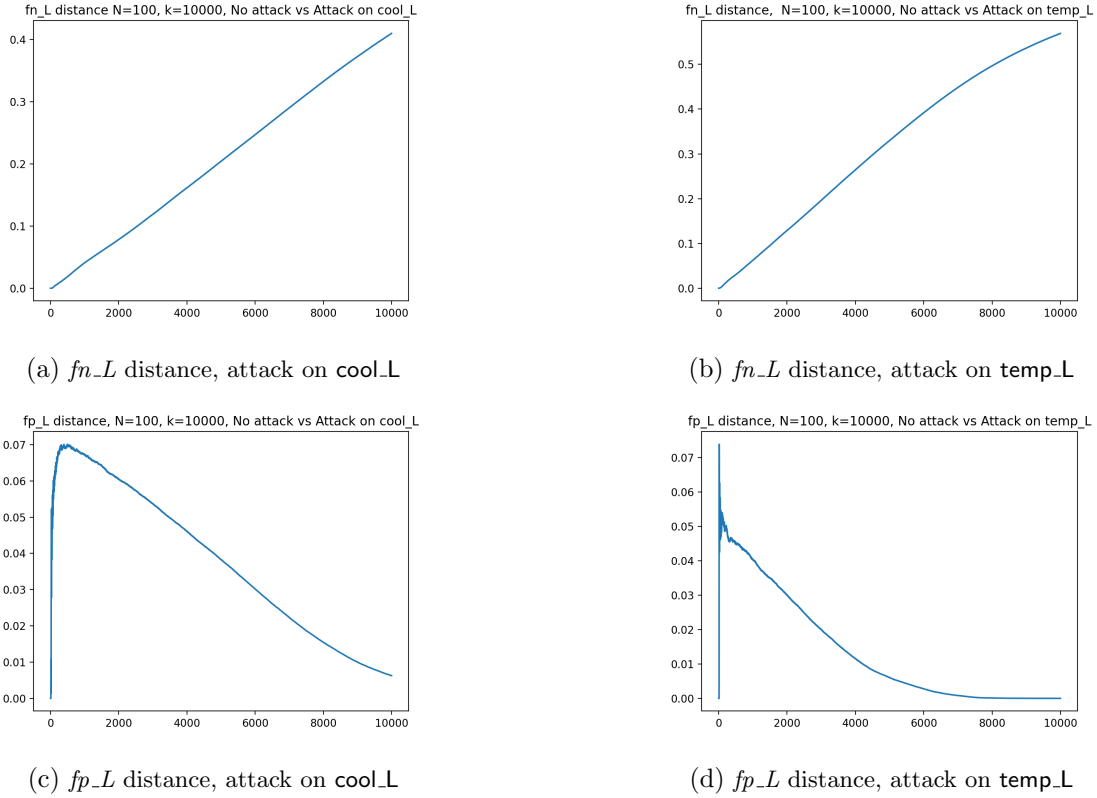 fn_L distance N=100, k=10000, No attack vs Attack on cool_L
0.4
0.3
0.2
0.1
0.0
0 2000 4000 6000 8000 10000
(a) fn_L distance, attack on cool_L
fn_L distance,  N=100, k=10000, No attack vs Attack on temp_L
0.5
0.4
0.3
0.2
0.1
0.0
0 2000 4000 6000 8000 10000
(b) fn_L distance, attack on temp_L
fp_L distance, N=100, k=10000, No attack vs Attack on cool_L
0.07
0.06
0.05
0.04
0.03
0.02
0.01
0.00
0 2000 4000 6000 8000 10000
(c) fp_L distance, attack on cool_L
fp_L distance, N=100, k=10000, No attack vs Attack on temp_L
0.07
0.06
0.05
0.04
0.03
0.02
0.01
0.00
0 2000 4000 6000 8000 10000
(d) fp_L distance, attack on temp_L